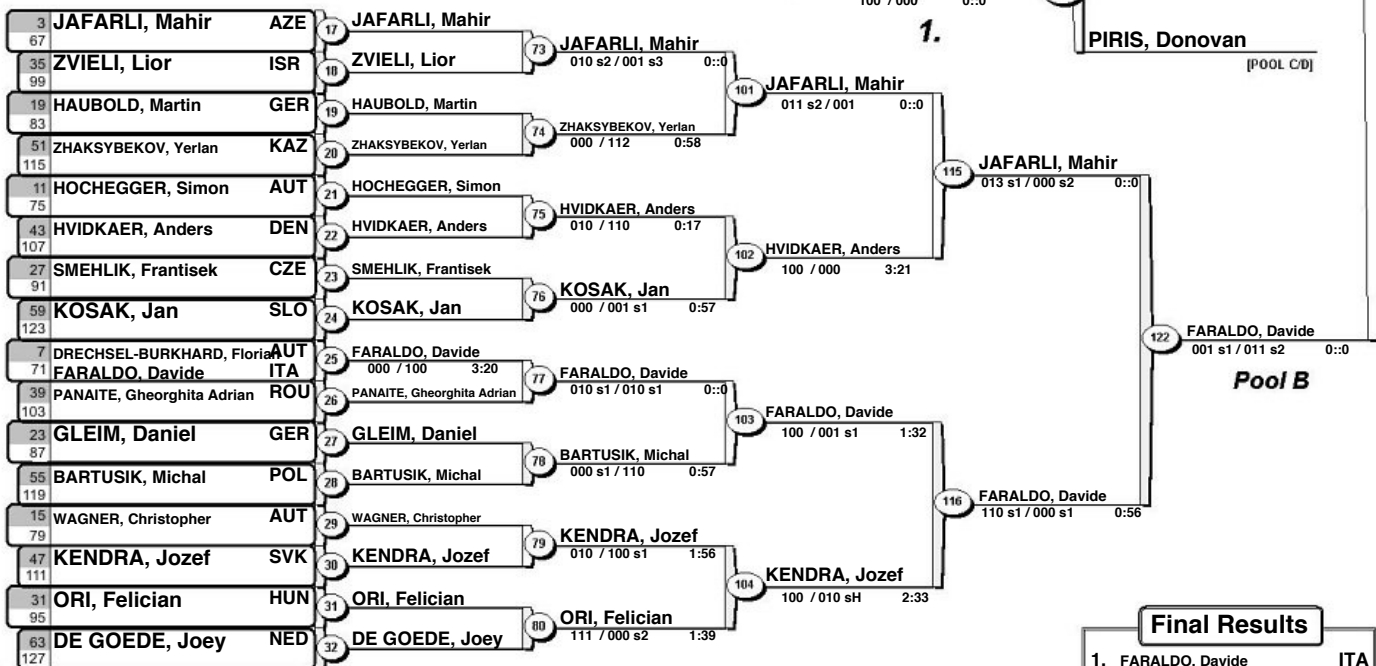 100 / 000 0::0
1.
PIRIS, Donovan
[POOL C/D]
3 JAFARLI, Mahir AZE
67
35 ZVIELI, Lior ISR
99
19 HAUBOLD, Martin GER
83
51 ZHAKSYBEKOV, Yerlan KAZ
115
11 HOCHEGGER, Simon AUT
75
43 HVIDKAER, Anders DEN
107
27 SMEHLIK, Frantisek CZE
91
59 KOSAK, Jan SLO
123
7 DRECHSEL-BURKHARD, Florian AUT
71 FARALDO, Davide ITA
39 PANAITE, Gheorghita Adrian ROU
103
23 GLEIM, Daniel GER
87
55 BARTUSIK, Michal POL
119
15 WAGNER, Christopher AUT
79
47 KENDRA, Jozef SVK
111
31 ORI, Felician HUN
95
63 DE GOEDE, Joey NED
127
17 JAFARLI, Mahir
18 ZVIELI, Lior
19 HAUBOLD, Martin
20 ZHAKSYBEKOV, Yerlan
21 HOCHEGGER, Simon
22 HVIDKAER, Anders
23 SMEHLIK, Frantisek
24 KOSAK, Jan
25 FARALDO, Davide
000 / 100 3:20
26 PANAITE, Gheorghita Adrian
27 GLEIM, Daniel
28 BARTUSIK, Michal
29 WAGNER, Christopher
30 KENDRA, Jozef
31 ORI, Felician
32 DE GOEDE, Joey
73 JAFARLI, Mahir
010 s2 / 001 s3 0::0
74 ZHAKSYBEKOV, Yerlan
000 / 112 0:58
75 HVIDKAER, Anders
010 / 110 0:17
76 KOSAK, Jan
000 / 001 s1 0:57
77 FARALDO, Davide
010 s1 / 010 s1 0::0
78 BARTUSIK, Michal
000 s1 / 110 0:57
79 KENDRA, Jozef
010 / 100 s1 1:56
80 ORI, Felician
111 / 000 s2 1:39
101 JAFARLI, Mahir
011 s2 / 001 0::0
102 HVIDKAER, Anders
100 / 000 3:21
103 FARALDO, Davide
100 / 001 s1 1:32
104 KENDRA, Jozef
100 / 010 sH 2:33
115 JAFARLI, Mahir
013 s1 / 000 s2 0::0
116 FARALDO, Davide
110 s1 / 000 s1 0:56
122 FARALDO, Davide
001 s1 / 011 s2 0::0
Pool B
Final Results
1. FARALDO, Davide ITA